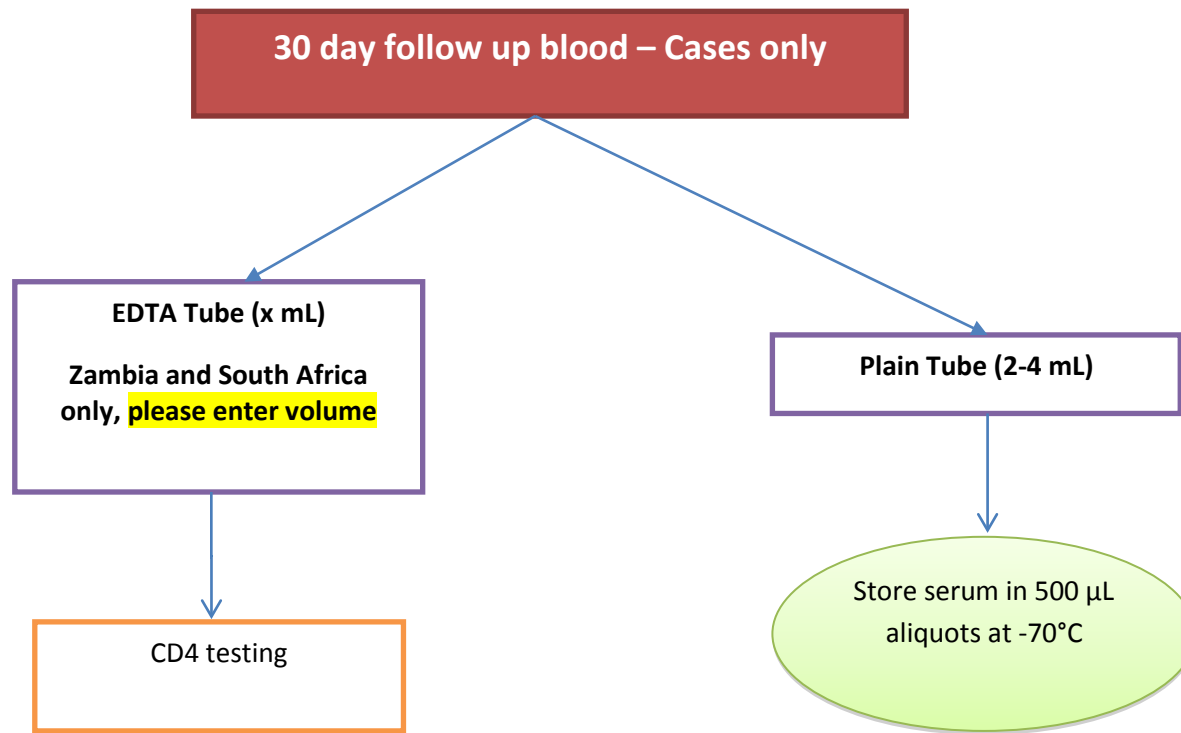 30 day follow up blood – Cases only
EDTA Tube (x mL)
Zambia and South Africa
only, please enter volume
Plain Tube (2-4 mL)
CD4 testing
Store serum in 500 µL
aliquots at -70°C